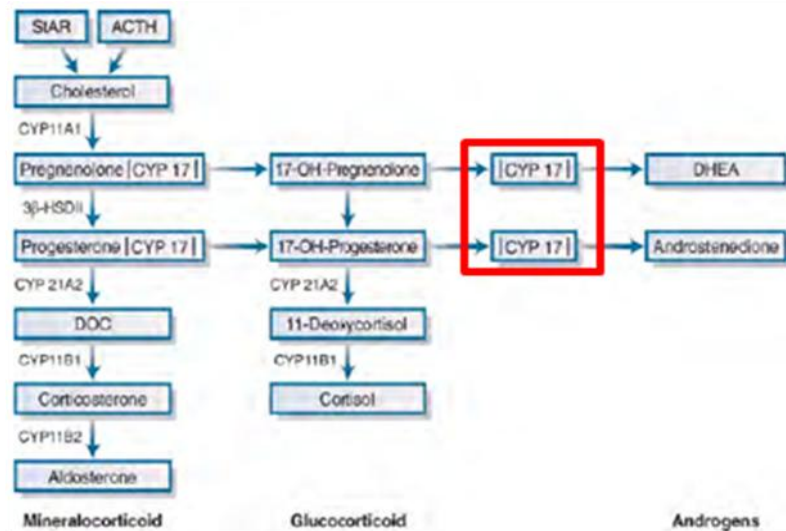 StAR ACTH
Cholesterol
CYP11A1
Pregnenolone |CYP 17| 17-OH-Pregnenolone |CYP 17| DHEA
3β-HSDII
Progesterone |CYP 17| 17-OH-Progesterone |CYP 17| Androstenedione
CYP 21A2 CYP 21A2
DOC 11-Deoxycortisol
CYP11B1 CYP11B1
Corticosterone Cortisol
CYP11B2
Aldosterone
Mineralocorticoid Glucocorticoid Androgens